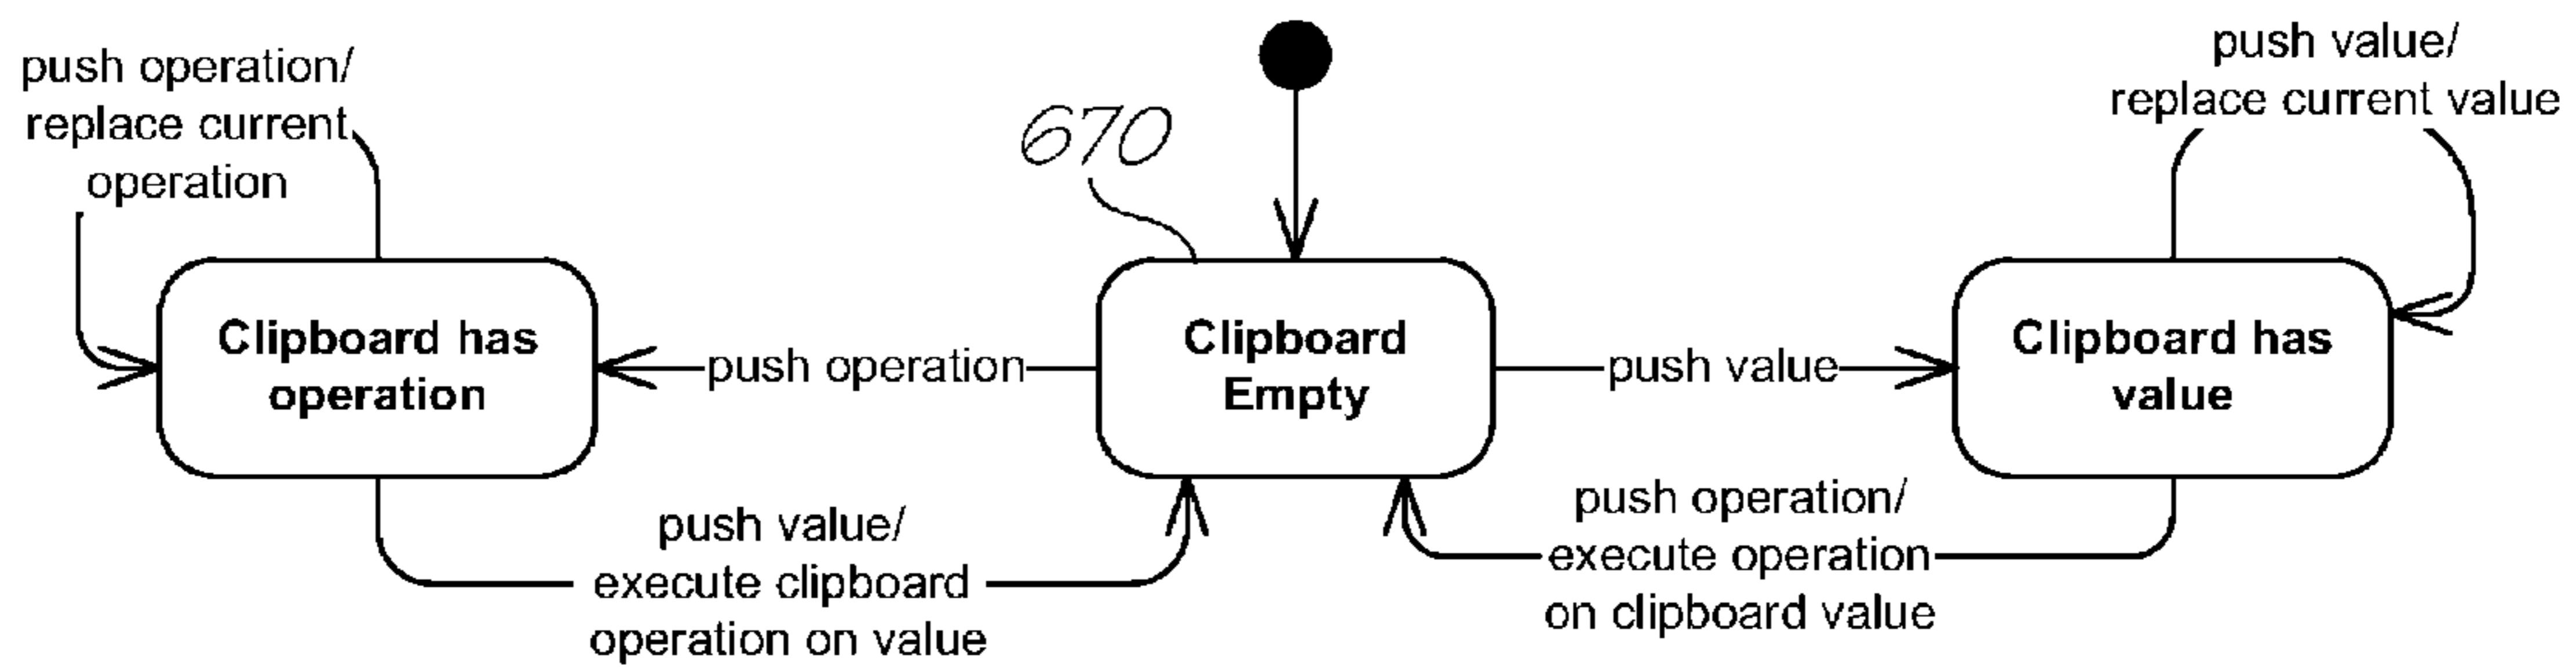 push operation/
replace current
operation
670
push value/
replace current value
Clipboard has
operation
push operation
Clipboard
Empty
push value
Clipboard has
value
push value/
execute clipboard
operation on value
push operation/
execute operation
on clipboard value